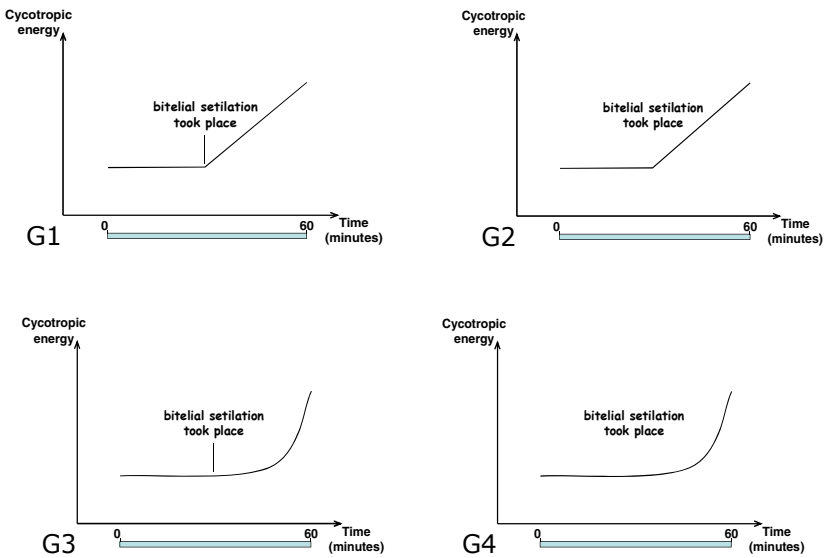 Cycotropic
energy
bitelial setilation
took place
0
60
Time
(minutes)
G1
Cycotropic
energy
bitelial setilation
took place
0
60
Time
(minutes)
G2
Cycotropic
energy
bitelial setilation
took place
0
60
Time
(minutes)
G3
Cycotropic
energy
bitelial setilation
took place
0
60
Time
(minutes)
G4